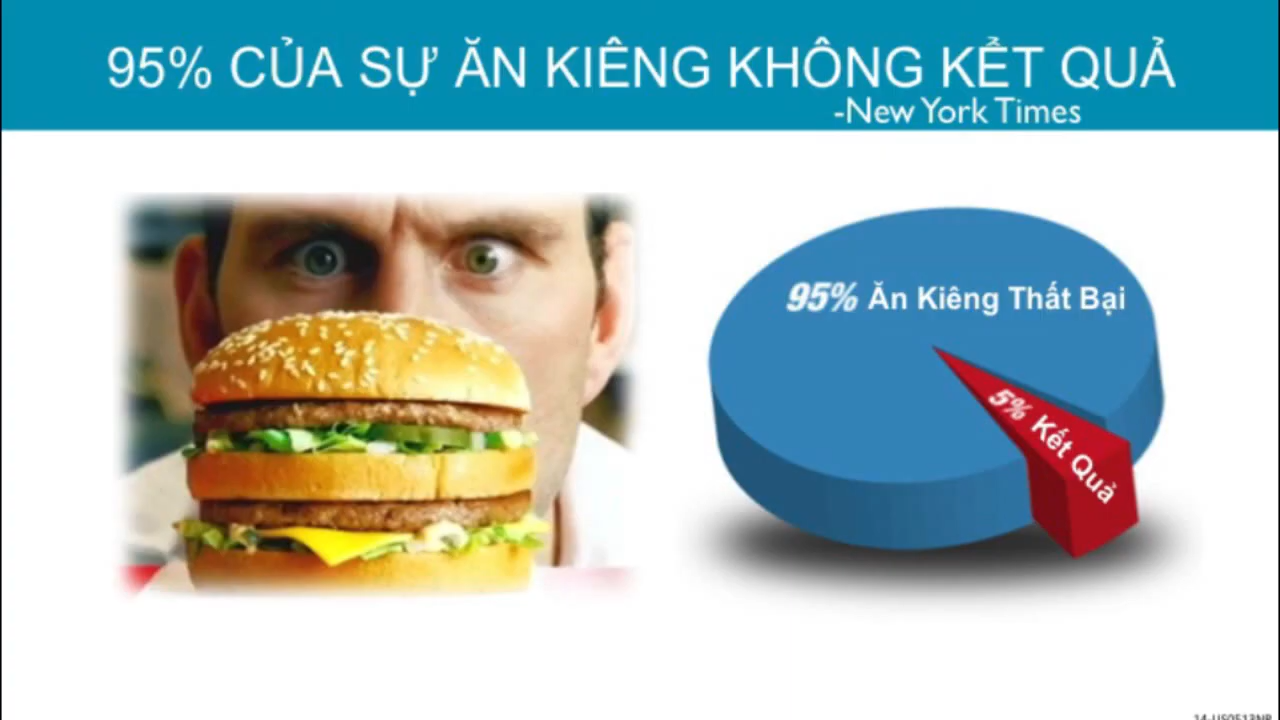 95% CỦA SỰ ĂN KIÊNG KHÔNG KẾT QUẢ
-New York Times
95% Ăn Kiêng Thất Bại
5% Kết Quả